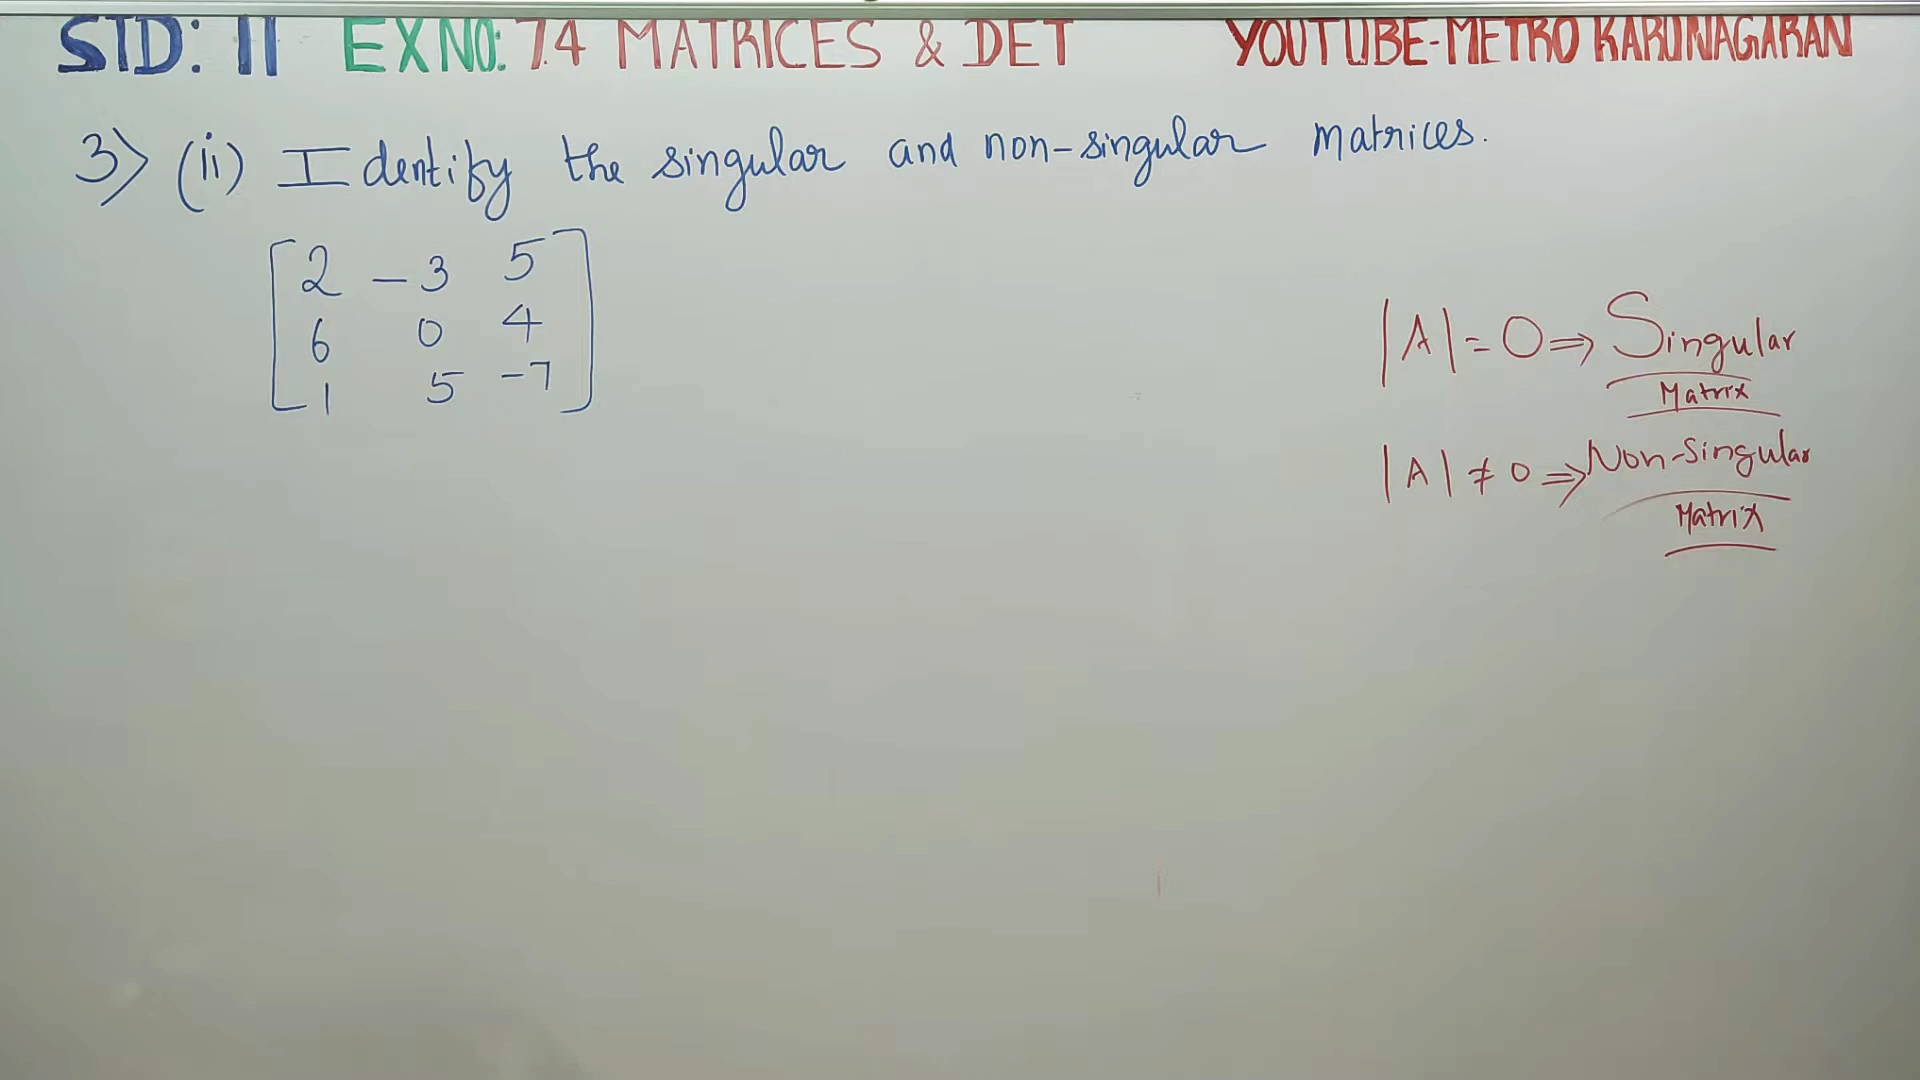 STD: 11 EX NO: 7.4 MATRICES & DET YOUTUBE-METRO KARUNAGARAN
3) (ii) Identify the singular and non-singular matrices.
2 -3 5
6 0 4
1 5 -7
|A| = 0 ⇒ Singular
Matrix
|A| ≠ 0 ⇒ Non-singular
Matrix